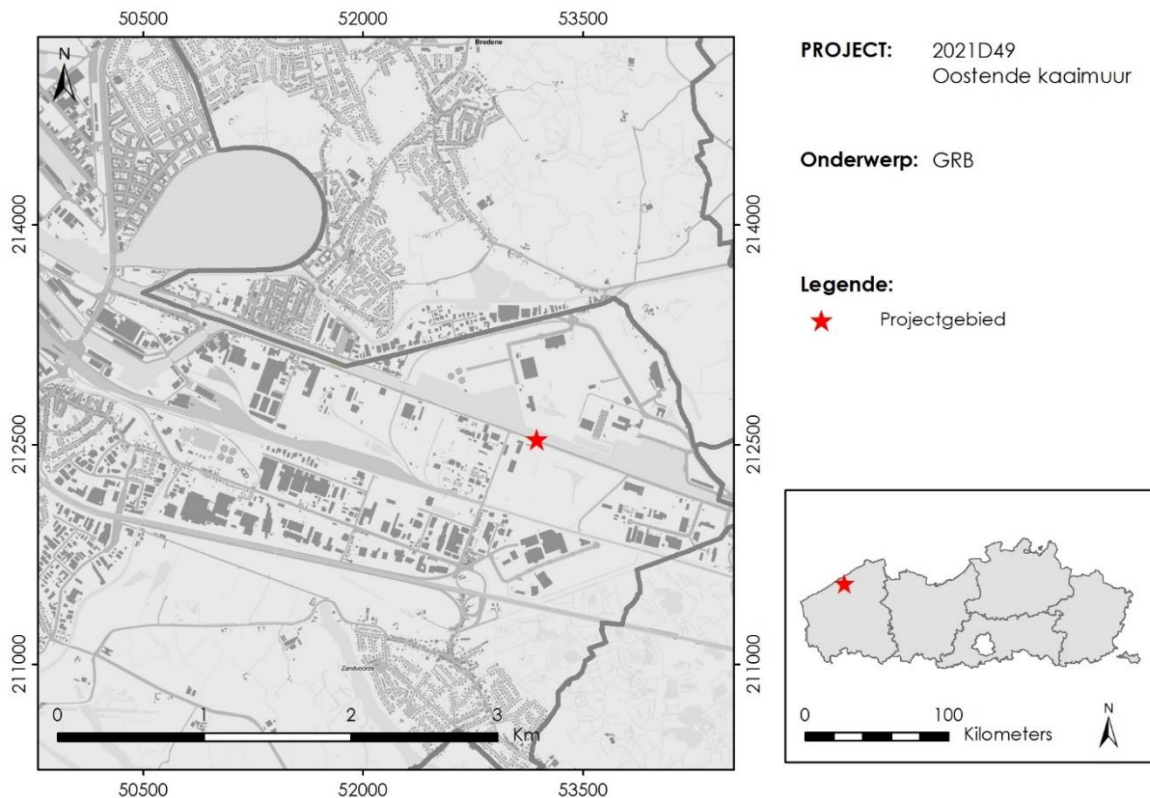 50500 52000 53500
N
Bredene
214000 214000
212500 212500
211000 211000
Zandvoorde
0 1 2 3
Km
50500 52000 53500
PROJECT: 2021D49
Oostende kaaimuur
Onderwerp: GRB
Legende:
Projectgebied
0 100
Kilometers
N